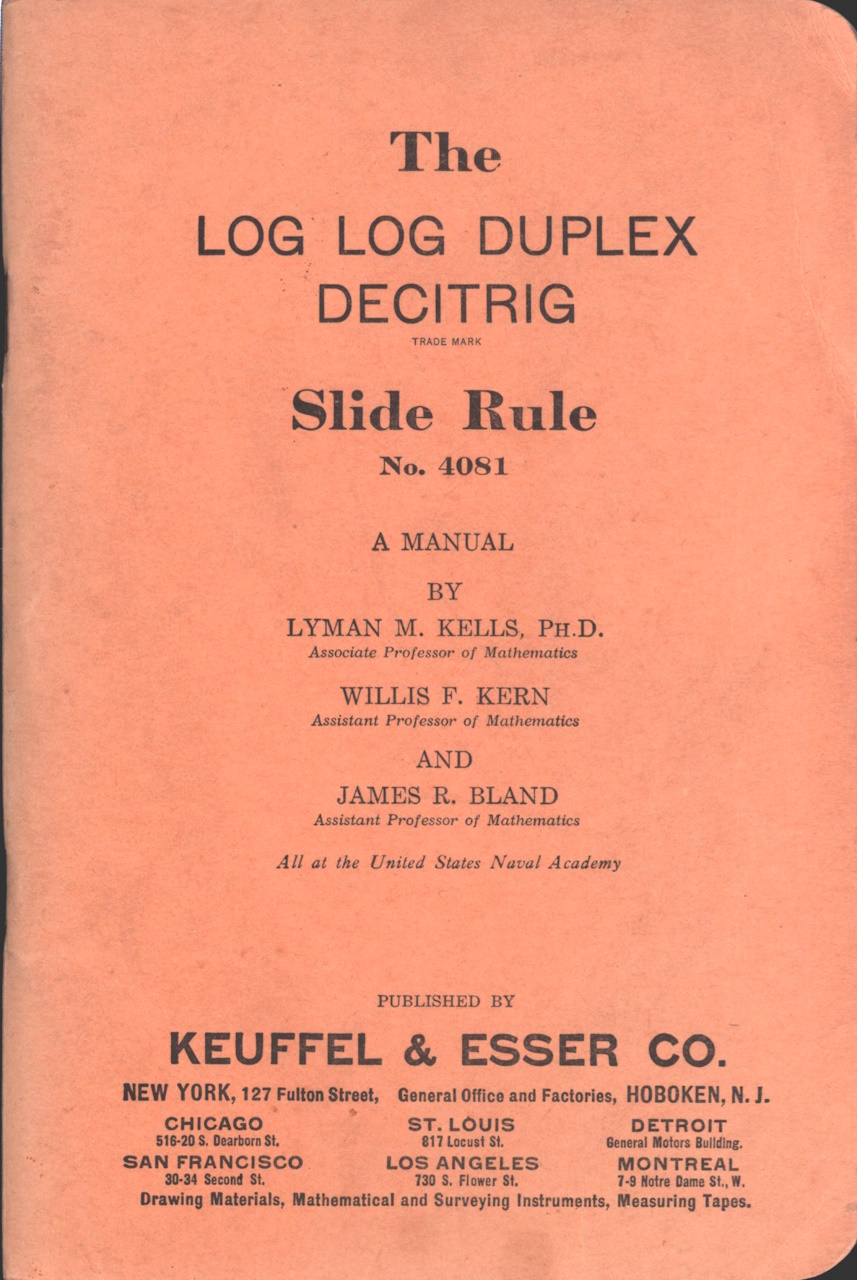 The
LOG LOG DUPLEX
DECITRIG
TRADE MARK
Slide Rule
No. 4081
A MANUAL
BY
LYMAN M. KELLS, PH.D.
Associate Professor of Mathematics
WILLIS F. KERN
Assistant Professor of Mathematics
AND
JAMES R. BLAND
Assistant Professor of Mathematics
All at the United States Naval Academy
PUBLISHED BY
KEUFFEL & ESSER CO.
NEW YORK, 127 Fulton Street, General Office and Factories, HOBOKEN, N. J.
CHICAGO ST. LOUIS DETROIT
516-20 S. Dearborn St. 817 Locust St. General Motors Building.
SAN FRANCISCO LOS ANGELES MONTREAL
30-34 Second St. 730 S. Flower St. 7-9 Notre Dame St., W.
Drawing Materials, Mathematical and Surveying Instruments, Measuring Tapes.